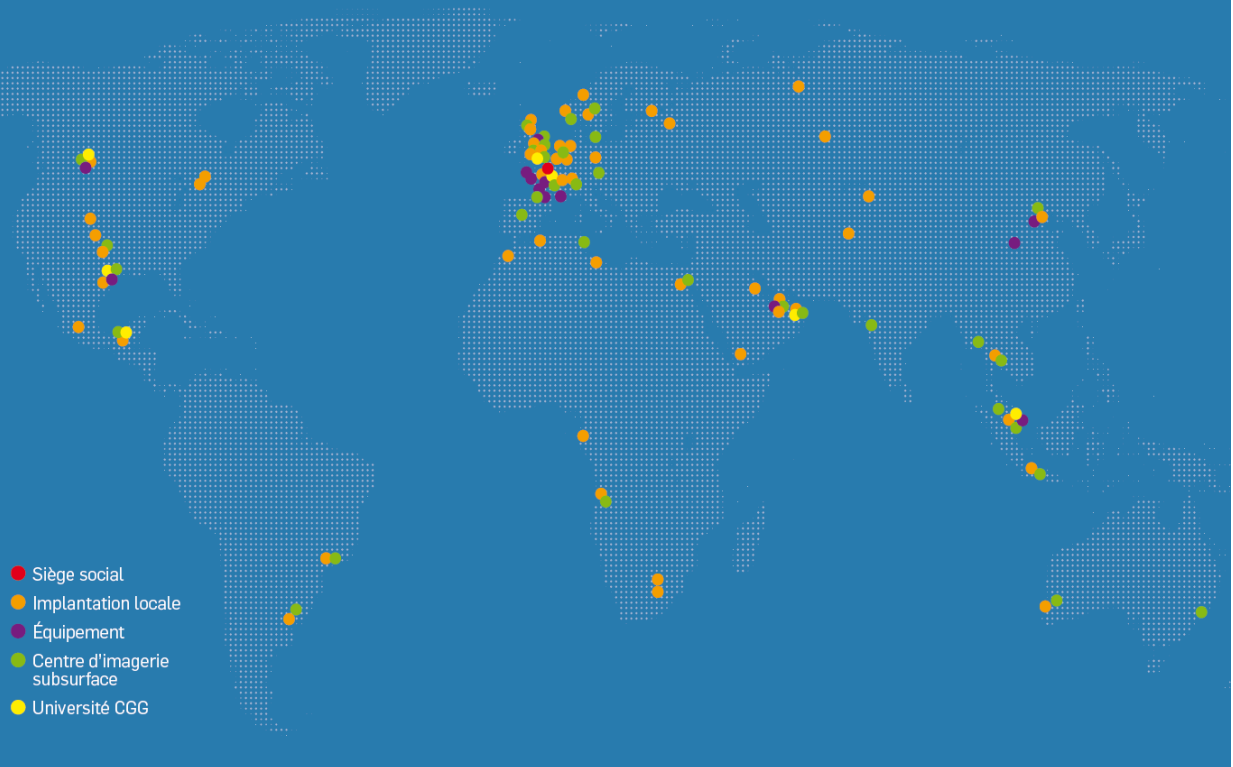 Siège social
Implantation locale
Équipement
Centre d'imagerie
subsurface
Université CGG